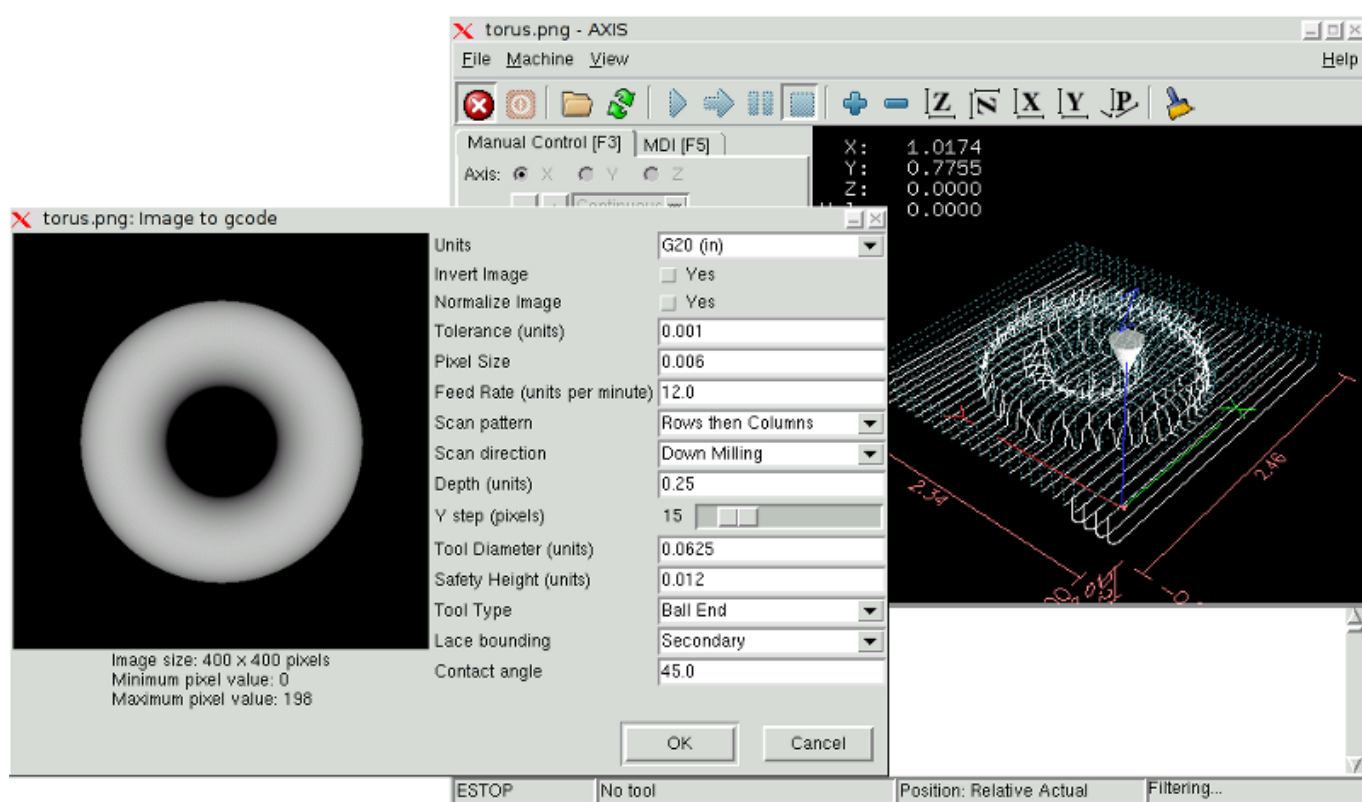 torus.png - AXIS
File Machine View Help
Z N X Y P
Manual Control [F3] MDI [F5]
Axis: X Y Z
Continuous
X: 1.0174
Y: 0.7755
Z: 0.0000
0.0000
torus.png: Image to gcode
Units G20 (in)
Invert Image Yes
Normalize Image Yes
Tolerance (units) 0.001
Pixel Size 0.006
Feed Rate (units per minute) 12.0
Scan pattern Rows then Columns
Scan direction Down Milling
Depth (units) 0.25
Y step (pixels) 15
Tool Diameter (units) 0.0625
Safety Height (units) 0.012
Tool Type Ball End
Lace bounding Secondary
Contact angle 45.0
Image size: 400 x 400 pixels
Minimum pixel value: 0
Maximum pixel value: 198
OK Cancel
2.34
2.46
ESTOP No tool Position: Relative Actual Filtering...